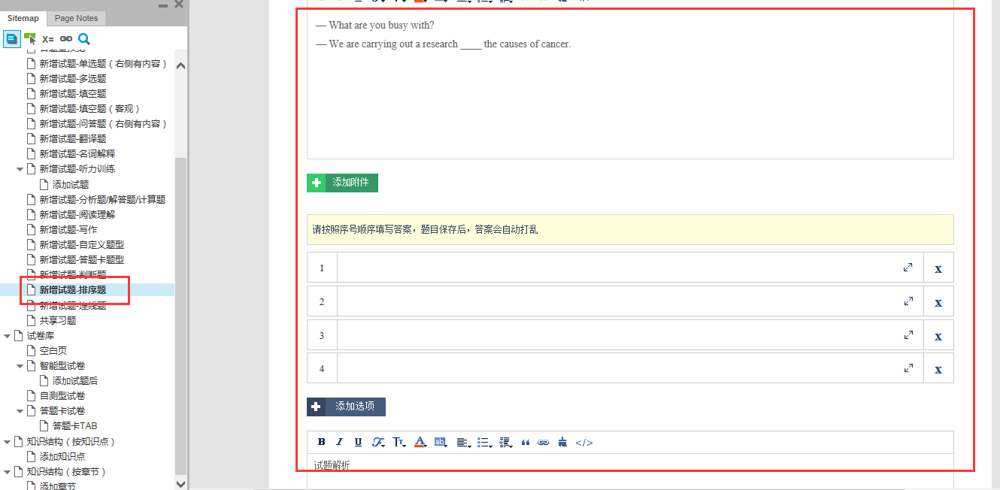 Sitemap
Page Notes
X=
新增试题-单选题（右侧有内容）
新增试题-多选题
新增试题-填空题
新增试题-填空题（客观）
新增试题-问答题（右侧有内容）
新增试题-翻译题
新增试题-名词解释
新增试题-听力训练
添加试题
新增试题-分析题/解答题/计算题
新增试题-阅读理解
新增试题-写作
新增试题-自定义题型
新增试题-答题卡题型
新增试题-判断题
新增试题-排序题
新增试题-连线题
共享习题
试卷库
空白页
智能型试卷
添加试题后
自测型试卷
答题卡试卷
答题卡TAB
知识结构（按知识点）
添加知识点
知识结构（按章节）
添加章节
— What are you busy with?
— We are carrying out a research ____ the causes of cancer.
添加附件
请按照序号顺序填写答案，题目保存后，答案会自动打乱
1 x
2 x
3 x
4 x
添加选项
B I U F Tт A ab “ </>
试题解析